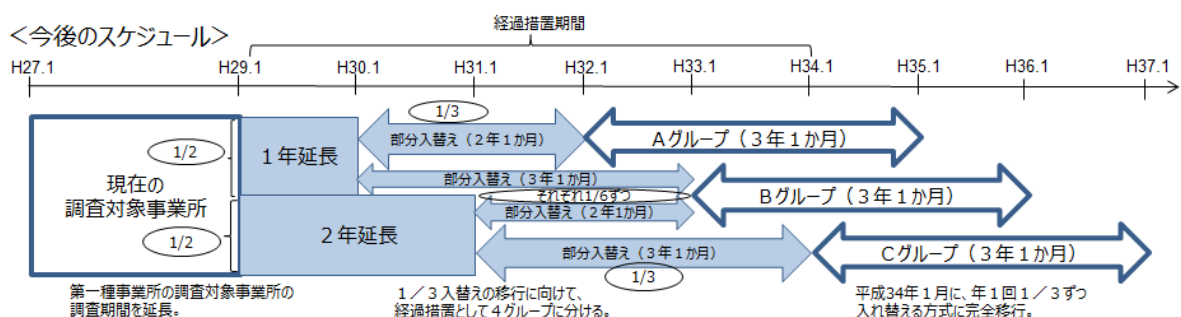 経過措置期間
＜今後のスケジュール＞
H27.1 H29.1 H30.1 H31.1 H32.1 H33.1 H34.1 H35.1 H36.1 H37.1
1/3
1/2
１年延長
部分入替え（２年１か月）
Ａグループ（３年１か月）
現在の
調査対象事業所
部分入替え（３年１か月）
それぞれ1/6ずつ
Ｂグループ（３年１か月）
部分入替え（２年1か月）
1/2
２年延長
部分入替え（３年１か月）
Ｃグループ（３年１か月）
1/3
第一種事業所の調査対象事業所の
調査期間を延長。
１／３入替えの移行に向けて、
経過措置として４グループに分ける。
平成34年１月に、年１回１／３ずつ
入れ替える方式に完全移行。